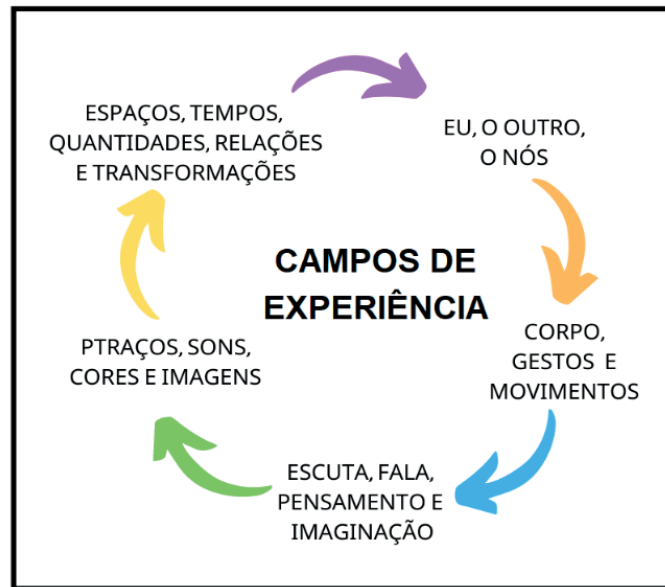 ESPAÇOS, TEMPOS,
QUANTIDADES, RELAÇÕES
E TRANSFORMAÇÕES
EU, O OUTRO,
O NÓS
CAMPOS DE
EXPERIÊNCIA
CORPO,
GESTOS E
MOVIMENTOS
PTRAÇOS, SONS,
CORES E IMAGENS
ESCUTA, FALA,
PENSAMENTO E
IMAGINAÇÃO